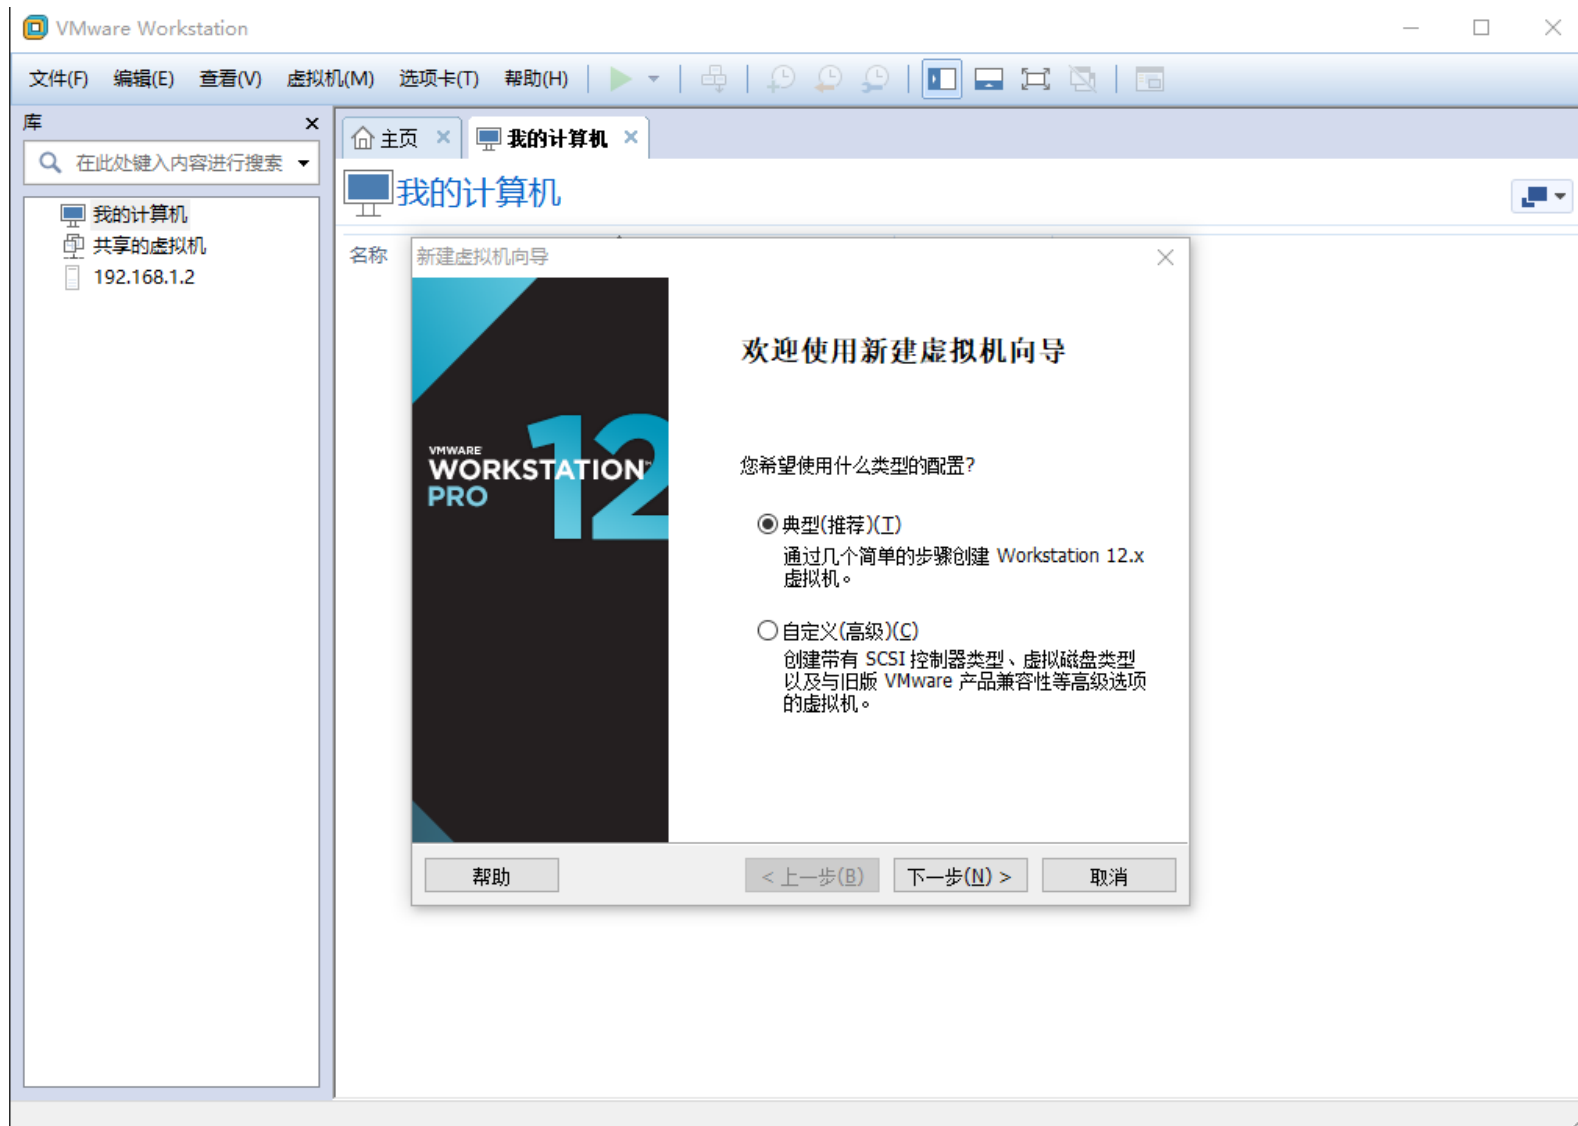 VMware Workstation
文件(F) 编辑(E) 查看(V) 虚拟机(M) 选项卡(T) 帮助(H)
库
主页
我的计算机
在此处键入内容进行搜索
我的计算机
我的计算机
共享的虚拟机
192.168.1.2
名称
新建虚拟机向导
VMWARE
WORKSTATION™
PRO
12
欢迎使用新建虚拟机向导
您希望使用什么类型的配置?
典型(推荐)(T)
通过几个简单的步骤创建 Workstation 12.x
虚拟机。
自定义(高级)(C)
创建带有 SCSI 控制器类型、虚拟磁盘类型
以及与旧版 VMware 产品兼容性等高级选项
的虚拟机。
帮助
< 上一步(B)
下一步(N) >
取消